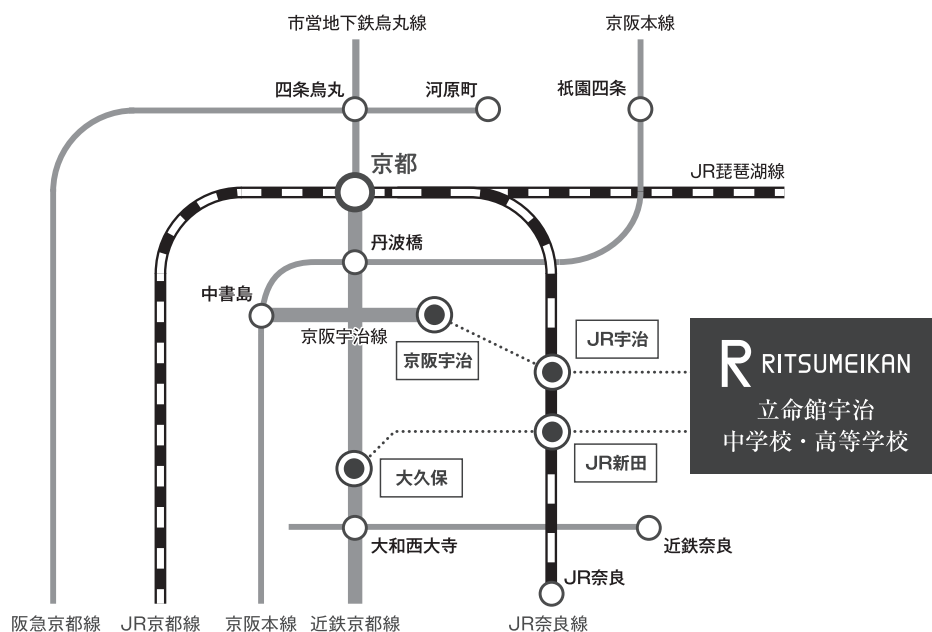 市営地下鉄烏丸線
京阪本線
四条烏丸
河原町
祇園四条
京都
JR琵琶湖線
丹波橋
中書島
京阪宇治線
京阪宇治
JR宇治
R RITSUMEIKAN
立命館宇治
中学校・高等学校
JR新田
大久保
大和西大寺
近鉄奈良
JR奈良
阪急京都線
JR京都線
京阪本線
近鉄京都線
JR奈良線